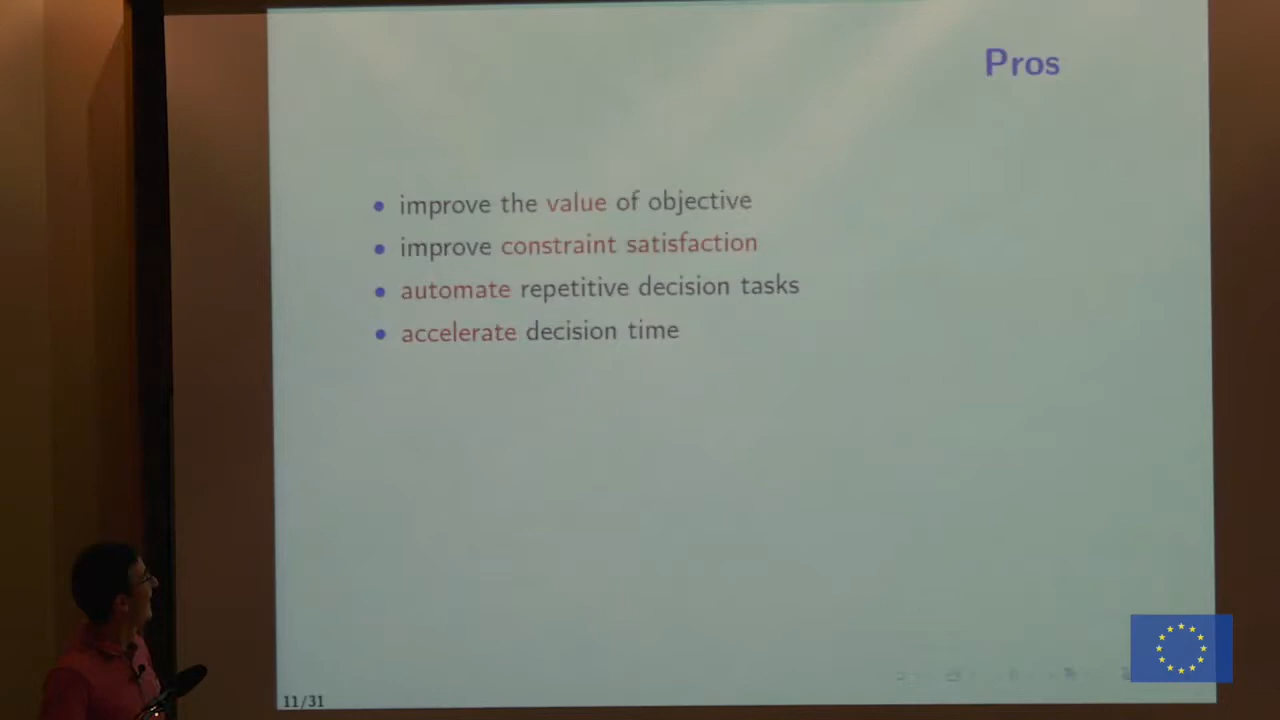 Pros
improve the value of objective
improve constraint satisfaction
automate repetitive decision tasks
accelerate decision time
11/31